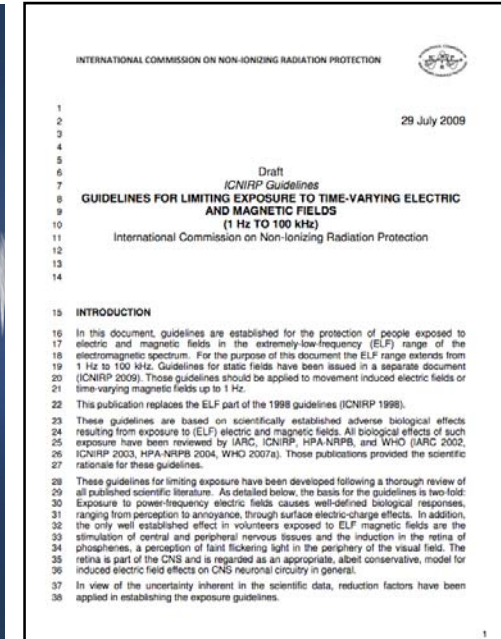 INTERNATIONAL COMMISSION ON NON-IONIZING RADIATION PROTECTION
1
2 29 July 2009
3
4
5
6 Draft
7 ICNIRP Guidelines
8 GUIDELINES FOR LIMITING EXPOSURE TO TIME-VARYING ELECTRIC
9 AND MAGNETIC FIELDS
10 (1 Hz TO 100 kHz)
11 International Commission on Non-Ionizing Radiation Protection
12
13
14
15 INTRODUCTION
16 In this document, guidelines are established for the protection of people exposed to
17 electric and magnetic fields in the extremely-low-frequency (ELF) range of the
18 electromagnetic spectrum. For the purpose of this document the ELF range extends from
19 1 Hz to 100 kHz. Guidelines for static fields have been issued in a separate document
20 (ICNIRP 2009). Those guidelines should be applied to movement induced electric fields or
21 time-varying magnetic fields up to 1 Hz.
22 This publication replaces the ELF part of the 1998 guidelines (ICNIRP 1998).
23 These guidelines are based on scientifically established adverse biological effects
24 resulting from exposure to (ELF) electric and magnetic fields. All biological effects of such
25 exposure have been reviewed by IARC, ICNIRP, HPA-NRPB, and WHO (IARC 2002,
26 ICNIRP 2003, HPA-NRPB 2004, WHO 2007a). Those publications provided the scientific
27 rationale for these guidelines.
28 These guidelines for limiting exposure have been developed following a thorough review of
29 all published scientific literature. As detailed below, the basis for the guidelines is two-fold:
30 Exposure to power-frequency electric fields causes well-defined biological responses,
31 ranging from perception to annoyance, through surface electric-charge effects. In addition,
32 the only well established effect in volunteers exposed to ELF magnetic fields are the
33 stimulation of central and peripheral nervous tissues and the induction in the retina of
34 phosphenes, a perception of faint flickering light in the periphery of the visual field. The
35 retina is part of the CNS and is regarded as an appropriate, albeit conservative, model for
36 induced electric field effects on CNS neuronal circuitry in general.
37 In view of the uncertainty inherent in the scientific data, reduction factors have been
38 applied in establishing the exposure guidelines.
1